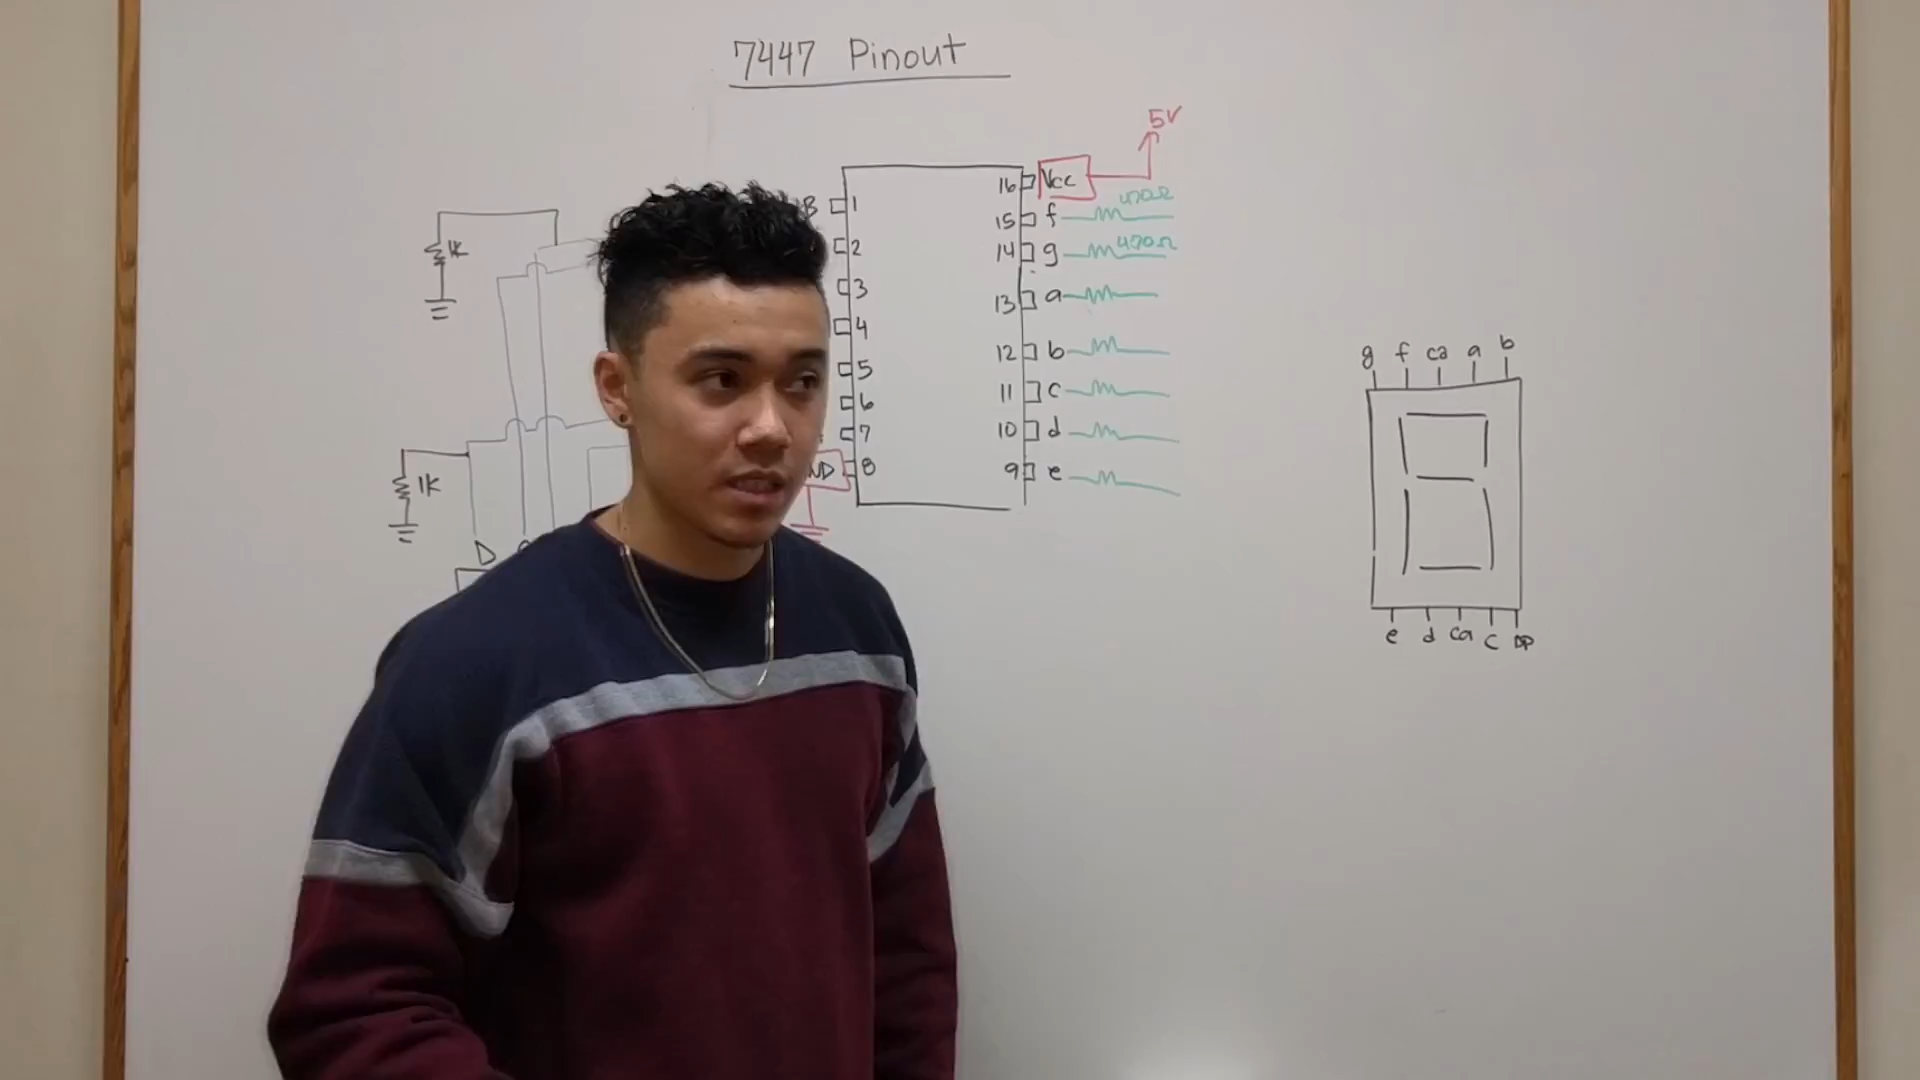 7447 Pinout
5V
B 1 16 Vcc
470Ω
15 f
2 14 g 470Ω
1K
3 13 a
4 12 b
5 11 c
6 10 d
7 9 e
ND 8
1K
D
g f ca a b
e d ca c DP